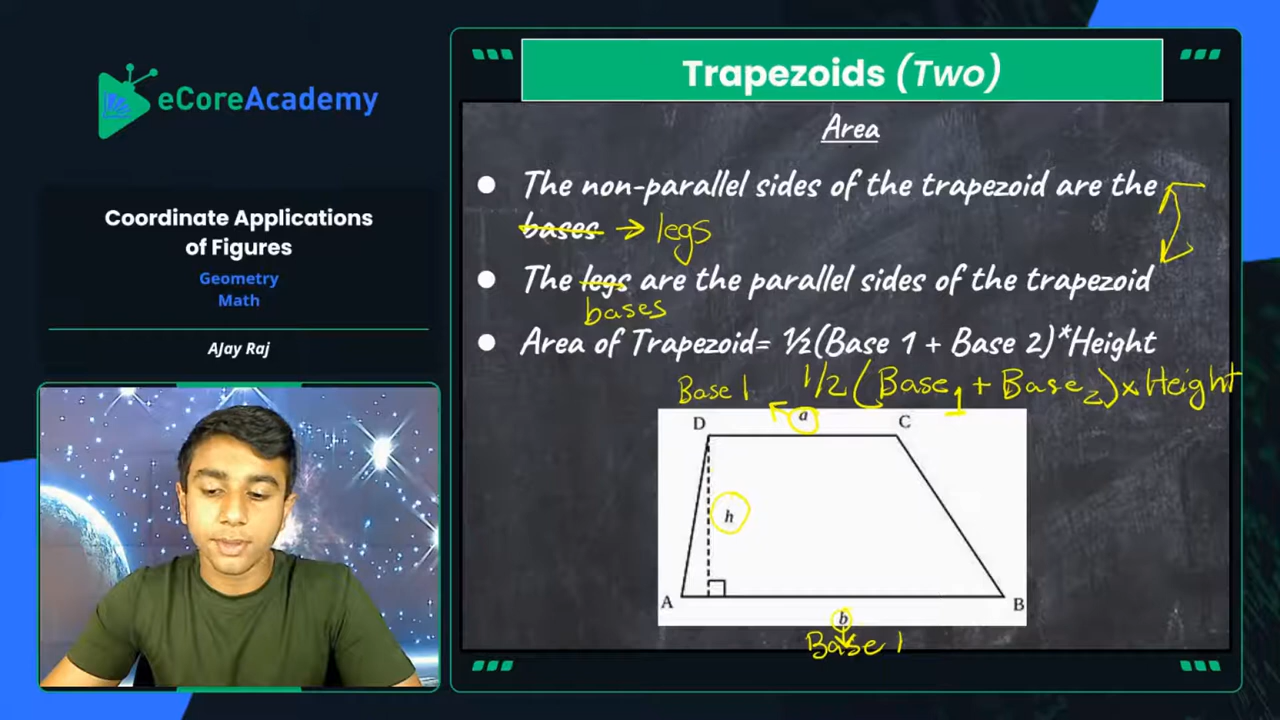 eCoreAcademy
Coordinate Applications
of Figures
Geometry
Math
AJay Raj
Trapezoids (Two)
Area
● The non-parallel sides of the trapezoid are the
bases → legs
● The legs are the parallel sides of the trapezoid
bases
● Area of Trapezoid= ½(Base 1 + Base 2)*Height
Base 1 1/2 (Base1 + Base2) x Height
a
D C
h
A B
b
Base 1